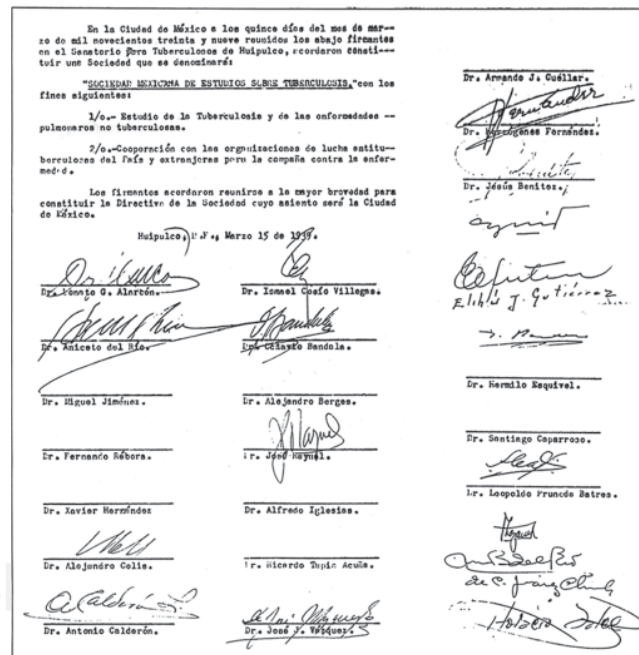 En la Ciudad de México a los quince días del mes de mar--
zo de mil novecientos treinta y nueve reunidos los abajo firmantes
en el Sanatorio para Tuberculosos de Huipulco, acordaron consti--
tuir una Sociedad que se denominará:
"SOCIEDAD MEXICANA DE ESTUDIOS SOBRE TUBERCULOSIS," con los
fines siguientes:
1/o.- Estudio de la Tuberculosis y de las enfermedades --
pulmonares no tuberculosas.
2/o.-Cooperación con las organizaciones de lucha antitu-
berculosa del País y extranjeras para la campaña contra la enfer-
medad.
Los firmantes acordaron reunirse a la mayor brevedad para
constituir la Directiva de la Sociedad cuyo asiento será la Ciudad
de México.
Huipulco, D.F., Marzo 15 de 1939.
Dr. Donato G. Alarcón.
Dr. Ismael Cosío Villegas.
Dr. Aniceto del Río.
Dr. Octavio Bandala.
Dr. Miguel Jiménez.
Dr. Alejandro Berges.
Dr. Fernando Rébora.
Dr. José Raynal.
Dr. Xavier Hernández
Dr. Alfredo Iglesias.
Dr. Alejandro Celis.
Dr. Ricardo Tapia Acuña.
A Calderón
Dr. Antonio Calderón.
Dr. José J. Vázquez.
Dr. Armando J. Cuéllar.
Hernández
Dr. Fernández.
Dr. Jesús Benítez.
J. Gutiérrez
Dr. Hermilo Esquivel.
Dr. Santiago Caparroso.
Dr. Leopoldo Batres.
Horacio